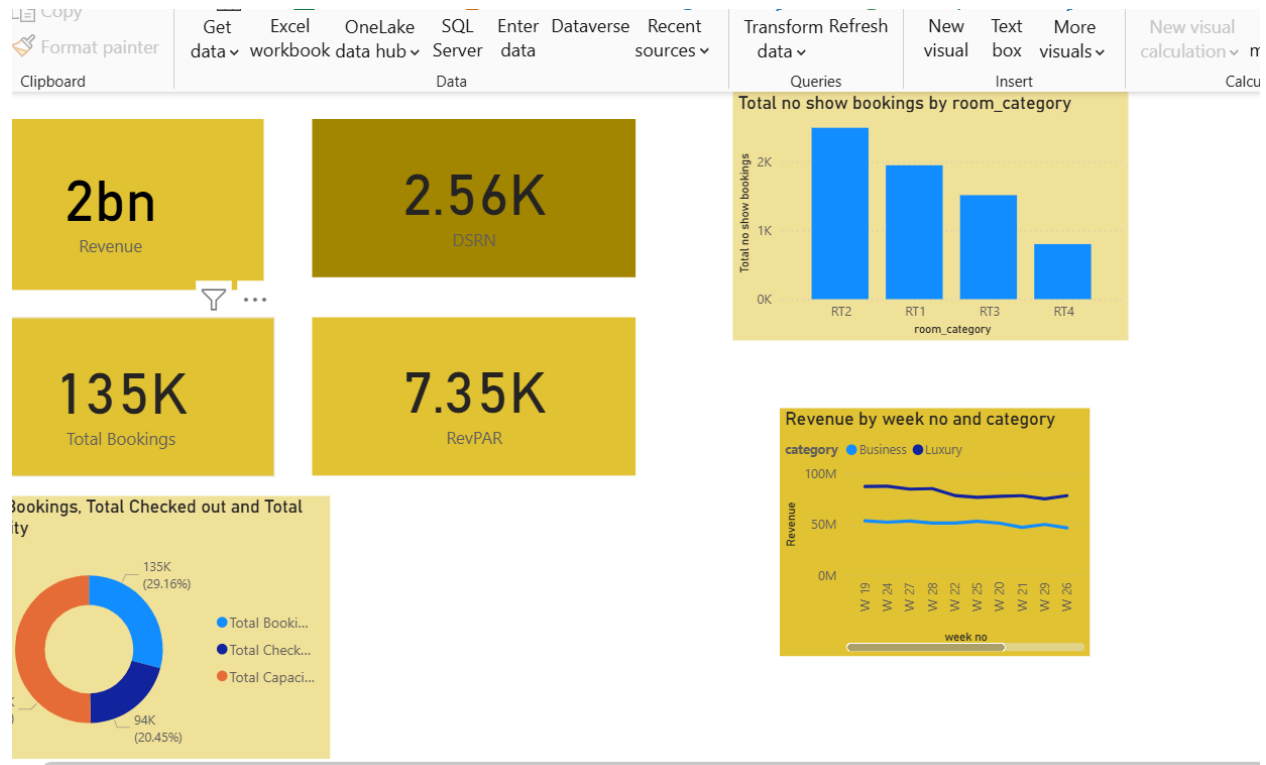 Copy
Format painter
Clipboard
Get data
Excel workbook
OneLake data hub
SQL Server
Enter data
Dataverse
Recent sources
Data
Transform data
Refresh
Queries
New visual
Text box
More visuals
Insert
New visual calculation
2bn
Revenue
2.56K
DSRN
135K
Total Bookings
7.35K
RevPAR
Bookings, Total Checked out and Total
135K
(29.16%)
94K
(20.45%)
Total Booki...
Total Check...
Total Capaci...
Total no show bookings by room_category
Total no show bookings
2K
1K
0K
RT2 RT1 RT3 RT4
room_category
Revenue by week no and category
category Business Luxury
Revenue
100M
50M
0M
W 19 W 24 W 27 W 28 W 22 W 25 W 20 W 21 W 29 W 26
week no